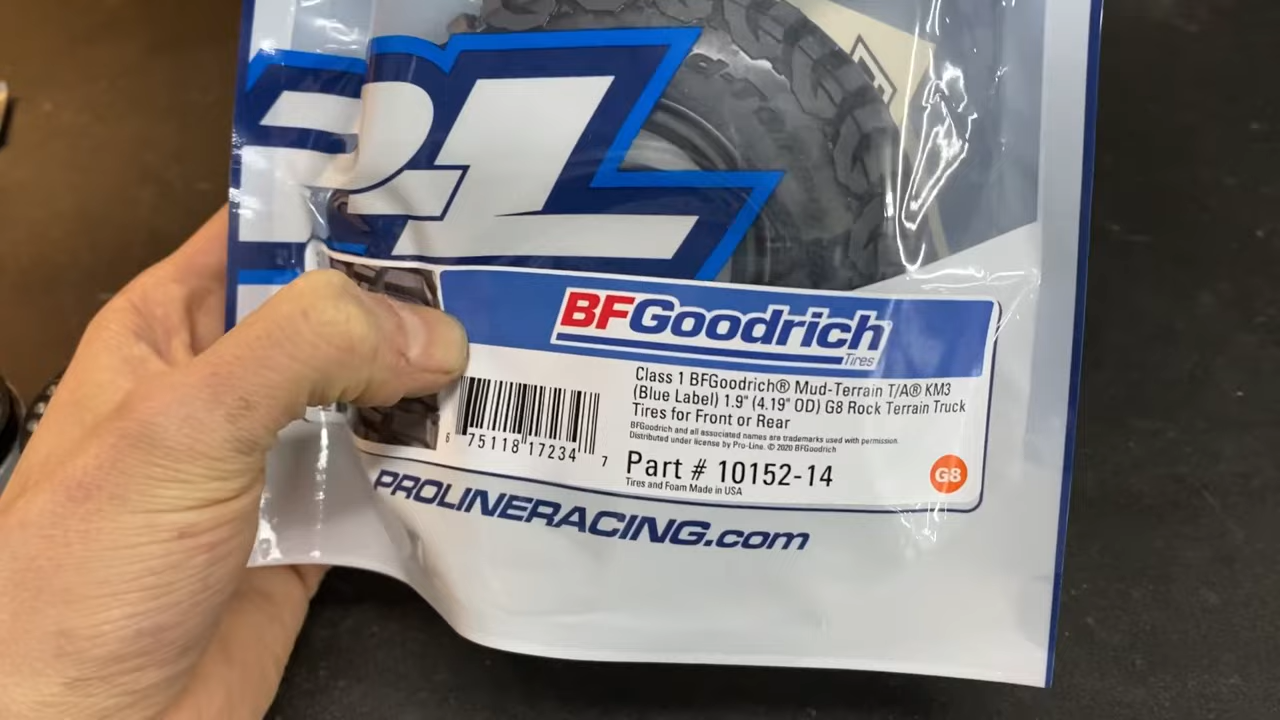 PL
BFGoodrich
Tires
Class 1 BFGoodrich® Mud-Terrain T/A® KM3
(Blue Label) 1.9" (4.19" OD) G8 Rock Terrain Truck
Tires for Front or Rear
BFGoodrich and all associated names are trademarks used with permission.
Distributed under license by Pro-Line. © 2020 BFGoodrich
6 75118 17234 7
Part # 10152-14
Tires and Foam Made in USA
G8
PROLINERACING.com